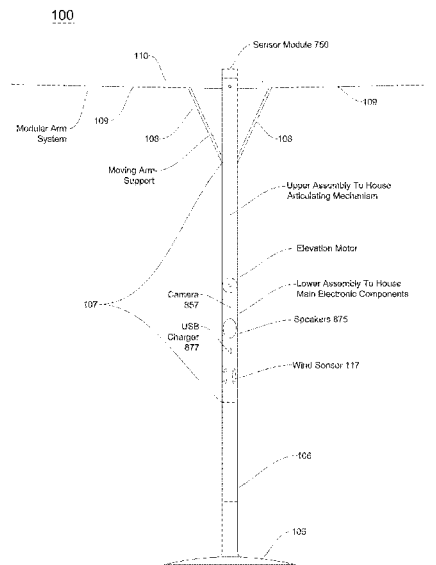 100
Sensor Module 750
110
109
109
Modular Arm
System
108
108
Moving Arm
Support
Upper Assembly To House
Articulating Mechanism
Elevation Motor
Camera
857
Lower Assembly To House
Main Electronic Components
107
USB
Charger
877
Speakers 875
Wind Sensor 117
106
105